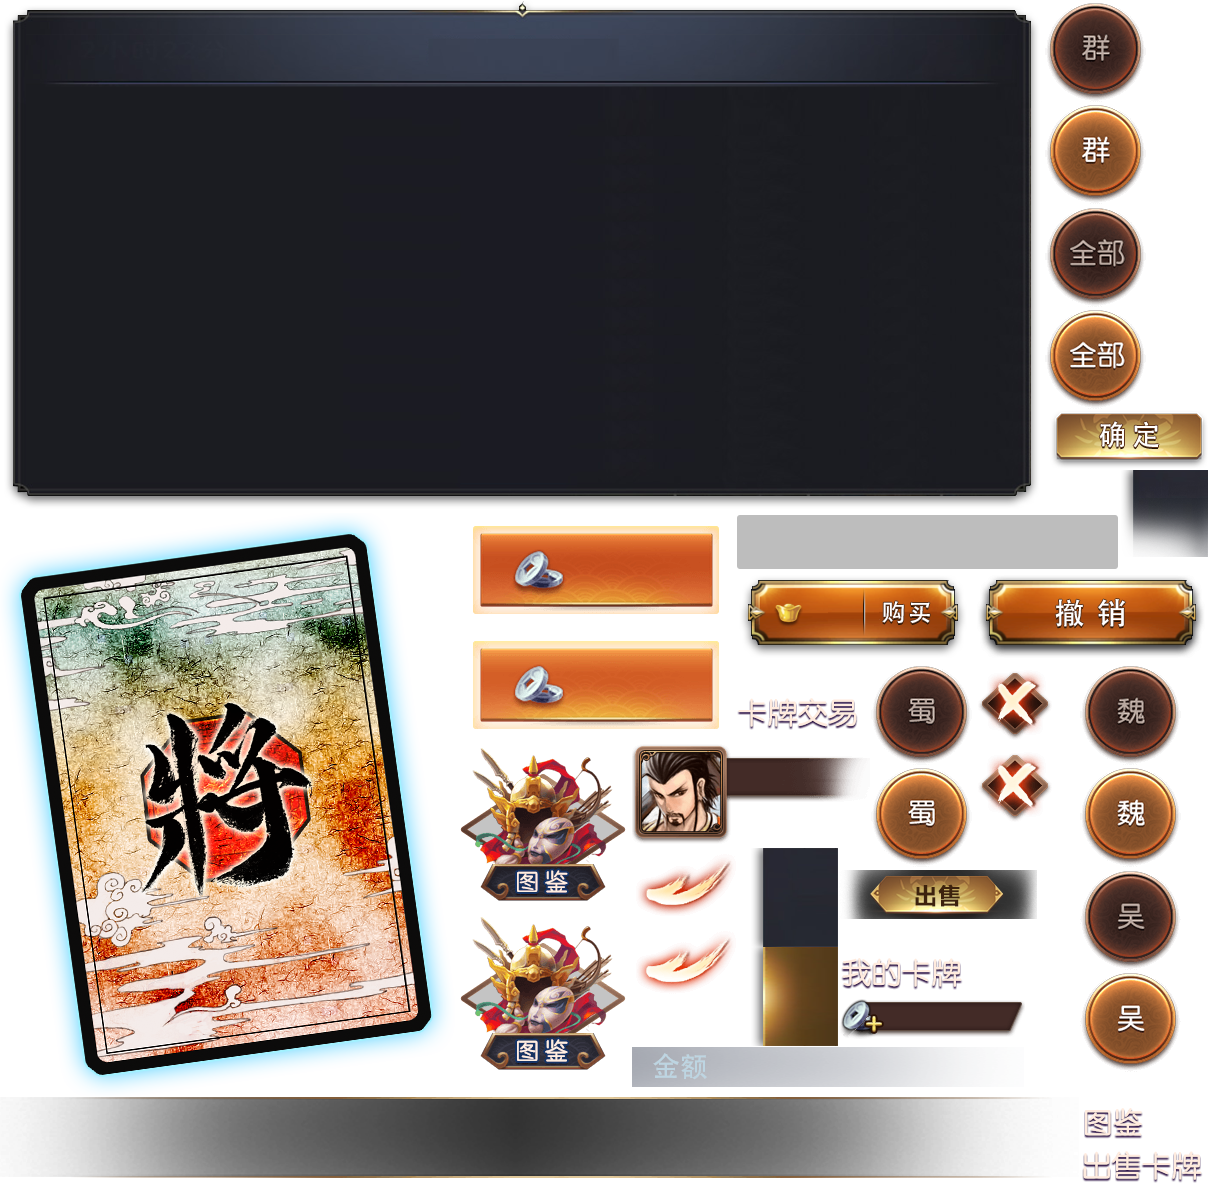 群
群
全部
全部
确定
購买
撤销
卡牌交易
蜀
魏
蜀
魏
將
图鉴
出售
吴
我的卡牌
吴
图鉴
金额
图鉴
出售卡牌